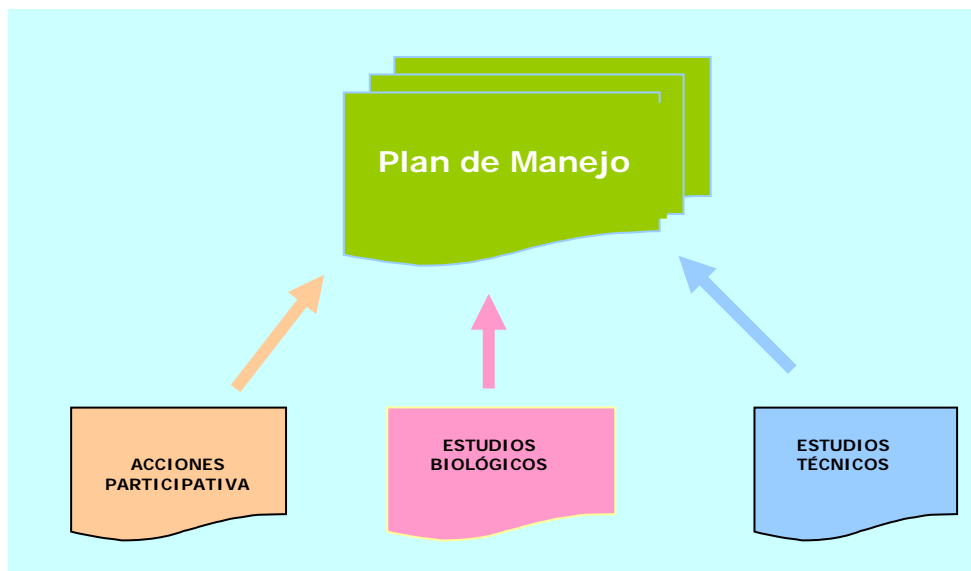 Plan de Manejo
ACCIONES
PARTICIPATIVA
ESTUDIOS
BIOLÓGICOS
ESTUDIOS
TÉCNICOS